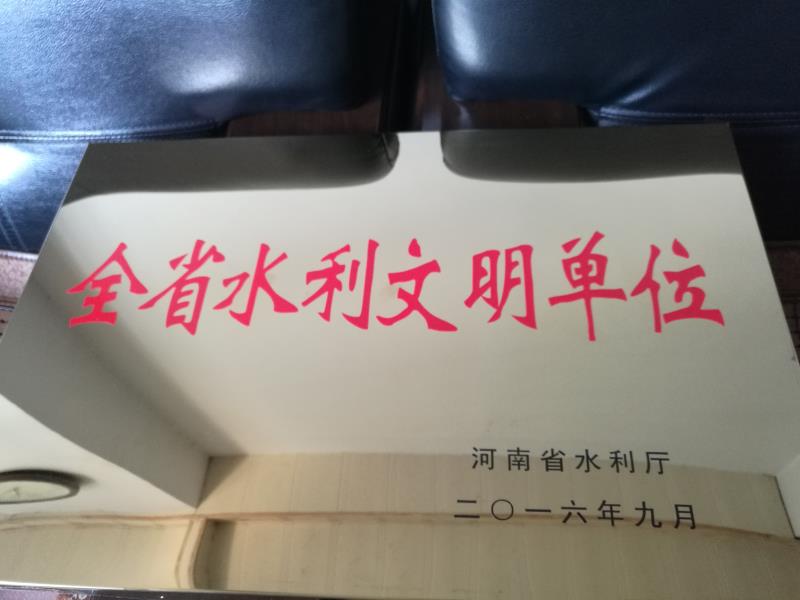 全省水利文明单位
河南省水利厅
二〇一六年九月